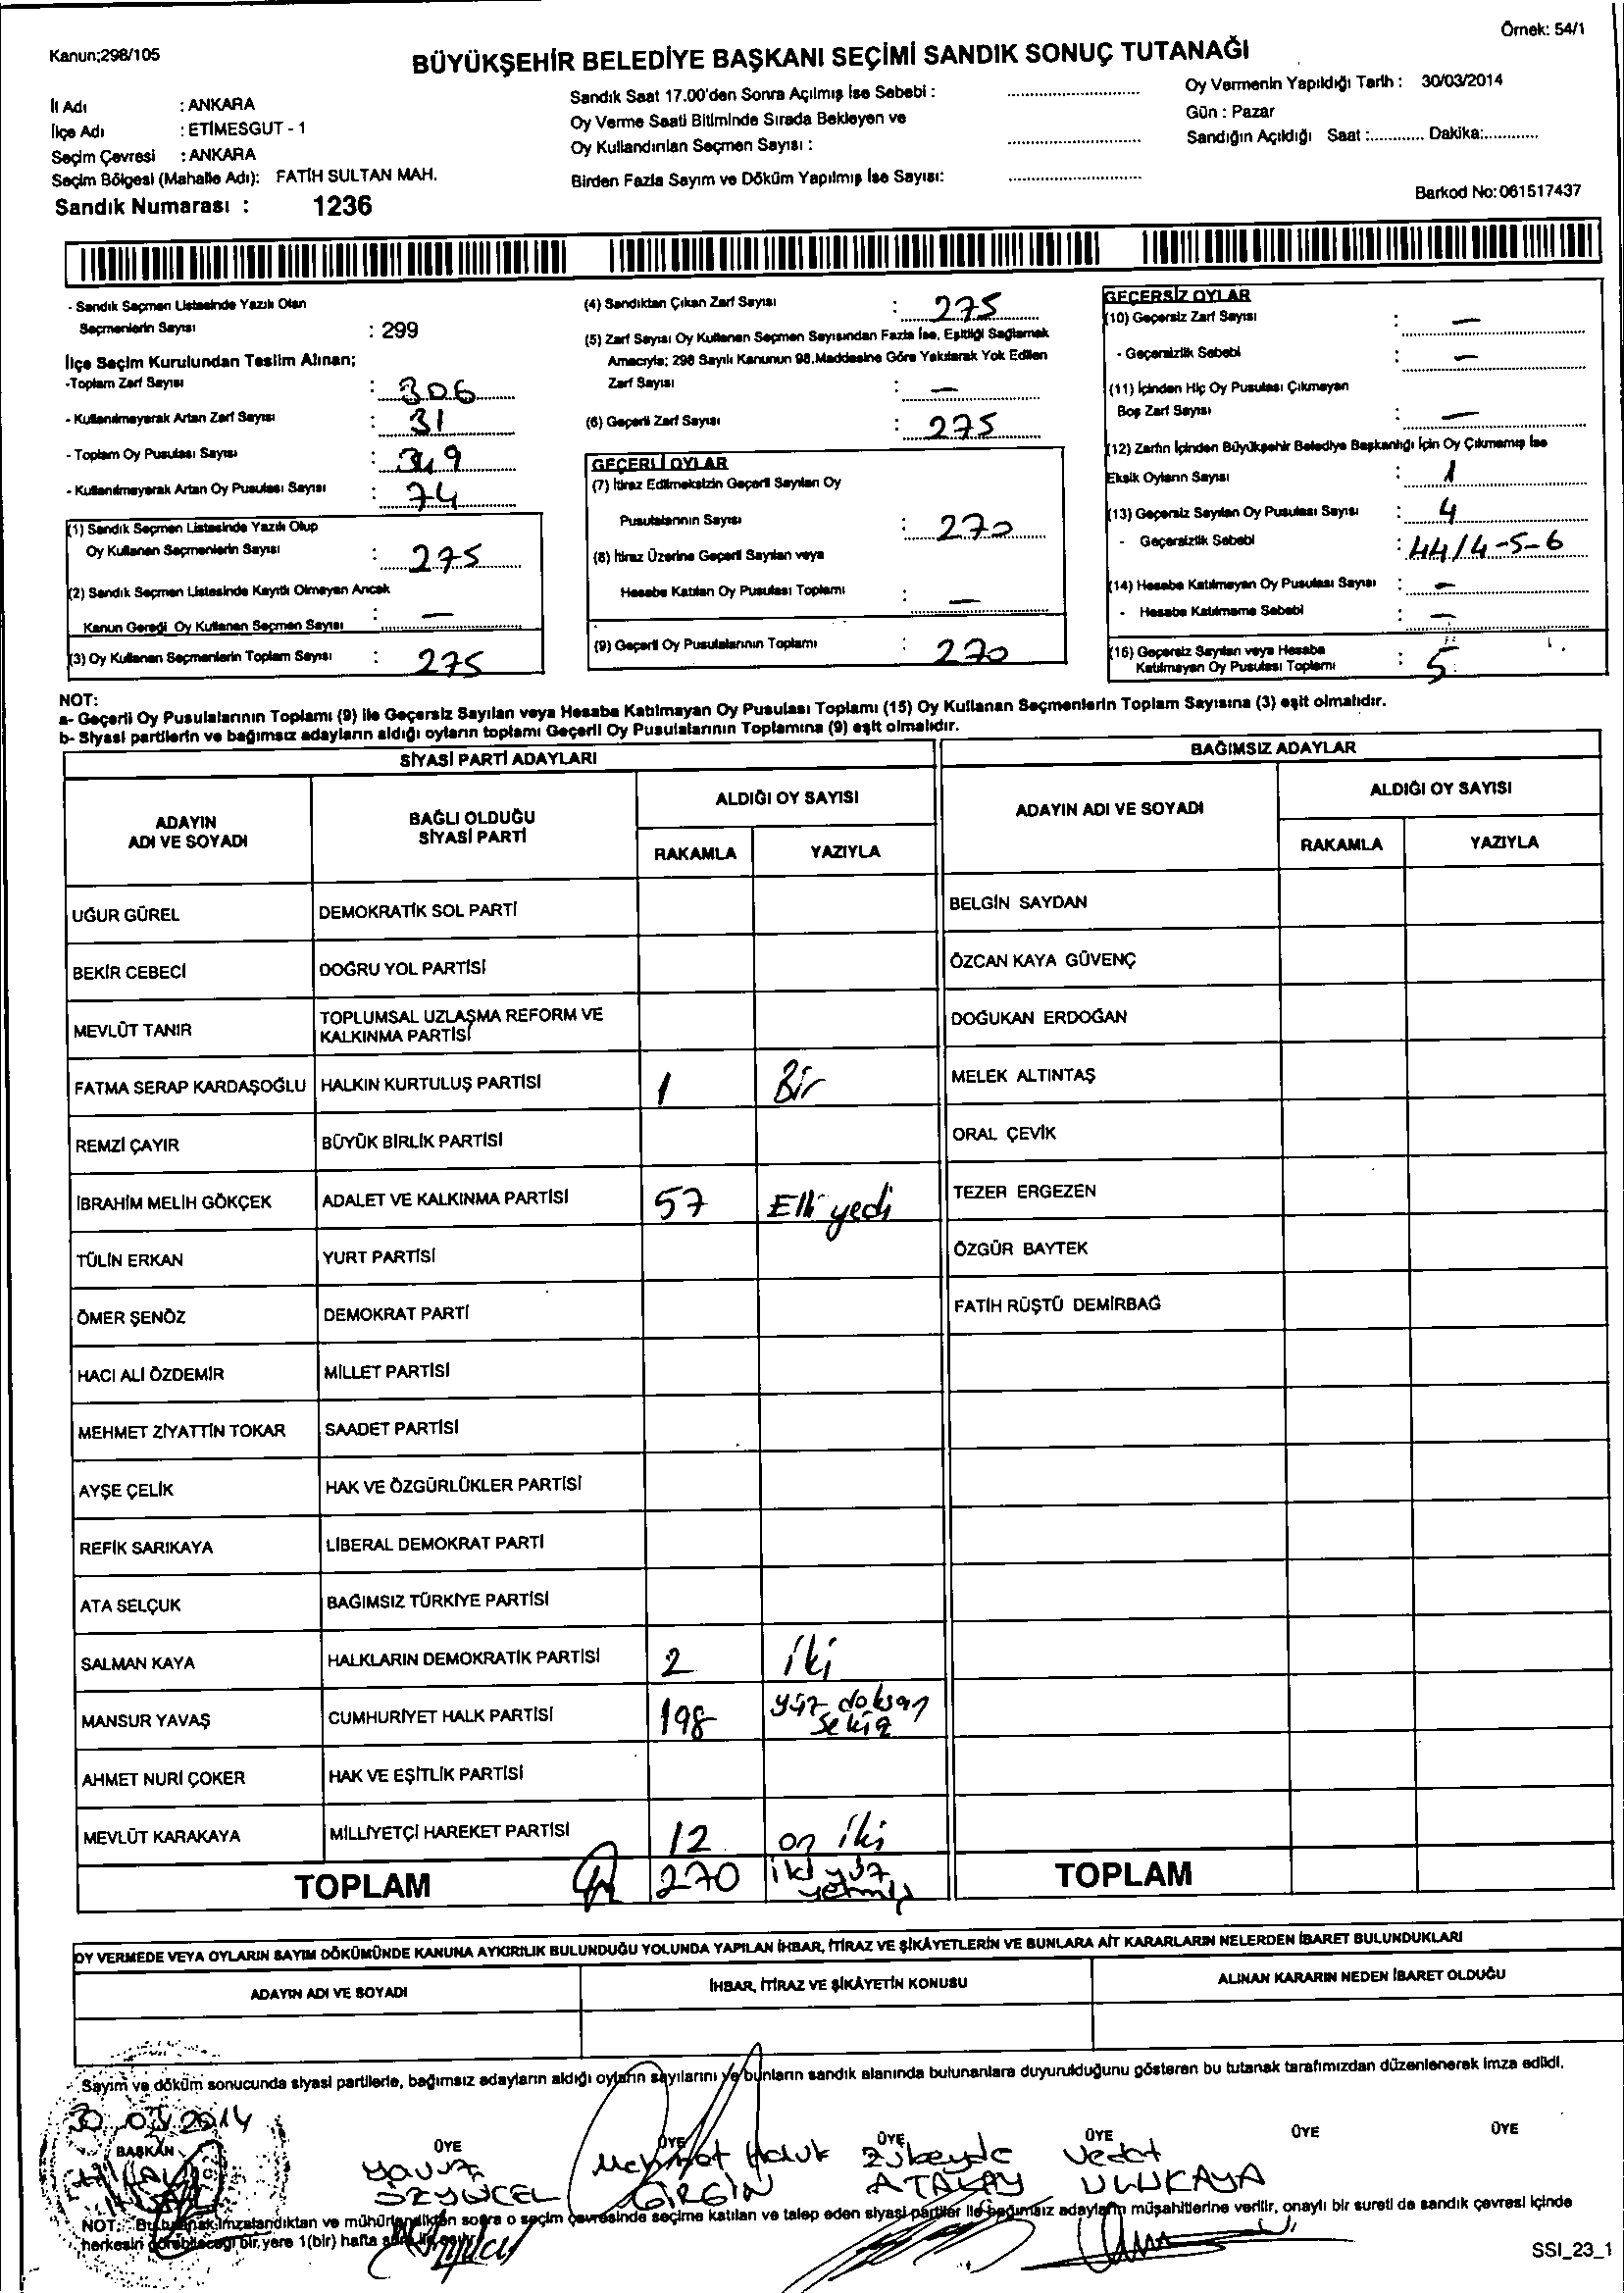 Kanun;298/105
Örnek: 54/1
BÜYÜKŞEHİR BELEDİYE BAŞKANI SEÇİMİ SANDIK SONUÇ TUTANAĞI
İl Adı : ANKARA
İlçe Adı : ETİMESGUT - 1
Seçim Çevresi : ANKARA
Seçim Bölgesi (Mahalle Adı): FATİH SULTAN MAH.
Sandık Numarası : 1236
Sandık Saat 17.00'den Sonra Açılmış İse Sebebi : ........................
Oy Verme Saati Bitiminde Sırada Bekleyen ve
Oy Kullandırılan Seçmen Sayısı : ........................
Birden Fazla Sayım ve Döküm Yapılmış İse Sayısı: ........................
Oy Vermenin Yapıldığı Tarih : 30/03/2014
Gün : Pazar
Sandığın Açıldığı Saat :............ Dakika:............
Barkod No:061517437
- Sandık Seçmen Listesinde Yazılı Olan
Seçmenlerin Sayısı : 299
İlçe Seçim Kurulundan Teslim Alınan;
-Toplam Zarf Sayısı : 306
- Kullanılmayarak Artan Zarf Sayısı : 31
- Toplam Oy Pusulası Sayısı : 349
- Kullanılmayarak Artan Oy Pusulası Sayısı : 74
(1) Sandık Seçmen Listesinde Yazılı Olup
Oy Kullanan Seçmenlerin Sayısı : 275
(2) Sandık Seçmen Listesinde Kayıtlı Olmayan Ancak
Kanun Gereği Oy Kullanan Seçmen Sayısı : —
(3) Oy Kullanan Seçmenlerin Toplam Sayısı : 275
(4) Sandıktan Çıkan Zarf Sayısı : 275
(5) Zarf Sayısı Oy Kullanan Seçmen Sayısından Fazla İse, Eşitliği Sağlamak
Amacıyla; 298 Sayılı Kanunun 98.Maddesine Göre Yakılarak Yok Edilen
Zarf Sayısı : —
(6) Geçerli Zarf Sayısı : 275
GEÇERLİ OYLAR
(7) İtiraz Edilmeksizin Geçerli Sayılan Oy
Pusulalarının Sayısı : 270
(8) İtiraz Üzerine Geçerli Sayılan veya
Hesaba Katılan Oy Pusulası Toplamı : —
(9) Geçerli Oy Pusulalarının Toplamı : 270
GEÇERSİZ OYLAR
(10) Geçersiz Zarf Sayısı : —
- Geçersizlik Sebebi : —
(11) İçinden Hiç Oy Pusulası Çıkmayan
Boş Zarf Sayısı : —
(12) Zarfın İçinden Büyükşehir Belediye Başkanlığı İçin Oy Çıkmamış İse
Eksik Oyların Sayısı : 1
(13) Geçersiz Sayılan Oy Pusulası Sayısı : 4
- Geçersizlik Sebebi : 44/4-5-6
(14) Hesaba Katılmayan Oy Pusulası Sayısı : —
- Hesaba Katılmama Sebebi : —
(15) Geçersiz Sayılan veya Hesaba
Katılmayan Oy Pusulası Toplamı : 5
NOT:
a- Geçerli Oy Pusulalarının Toplamı (9) ile Geçersiz Sayılan veya Hesaba Katılmayan Oy Pusulası Toplamı (15) Oy Kullanan Seçmenlerin Toplam Sayısına (3) eşit olmalıdır.
b- Siyasi partilerin ve bağımsız adayların aldığı oyların toplamı Geçerli Oy Pusulalarının Toplamına (9) eşit olmalıdır.
SİYASİ PARTİ ADAYLARI
BAĞIMSIZ ADAYLAR
ADAYIN ADI VE SOYADI
BAĞLI OLDUĞU SİYASİ PARTİ
ALDIĞI OY SAYISI
RAKAMLA YAZIYLA
ADAYIN ADI VE SOYADI
ALDIĞI OY SAYISI
RAKAMLA YAZIYLA
UĞUR GÜREL DEMOKRATİK SOL PARTİ BELGİN SAYDAN
BEKİR CEBECİ DOĞRU YOL PARTİSİ ÖZCAN KAYA GÜVENÇ
MEVLÜT TANIR TOPLUMSAL UZLAŞMA REFORM VE KALKINMA PARTİSİ DOĞUKAN ERDOĞAN
FATMA SERAP KARDAŞOĞLU HALKIN KURTULUŞ PARTİSİ 1 Bir MELEK ALTINTAŞ
REMZİ ÇAYIR BÜYÜK BİRLİK PARTİSİ ORAL ÇEVİK
İBRAHİM MELİH GÖKÇEK ADALET VE KALKINMA PARTİSİ 57 Elli yedi TEZER ERGEZEN
TÜLİN ERKAN YURT PARTİSİ ÖZGÜR BAYTEK
ÖMER ŞENÖZ DEMOKRAT PARTİ FATİH RÜŞTÜ DEMİRBAĞ
HACI ALİ ÖZDEMİR MİLLET PARTİSİ
MEHMET ZİYATTİN TOKAR SAADET PARTİSİ
AYŞE ÇELİK HAK VE ÖZGÜRLÜKLER PARTİSİ
REFİK SARIKAYA LİBERAL DEMOKRAT PARTİ
ATA SELÇUK BAĞIMSIZ TÜRKİYE PARTİSİ
SALMAN KAYA HALKLARIN DEMOKRATİK PARTİSİ 2 iki
MANSUR YAVAŞ CUMHURİYET HALK PARTİSİ 198 yüz doksan sekiz
AHMET NURİ ÇOKER HAK VE EŞİTLİK PARTİSİ
MEVLÜT KARAKAYA MİLLİYETÇİ HAREKET PARTİSİ 12 on iki
TOPLAM 270 iki yüz yetmiş TOPLAM
OY VERMEDE VEYA OYLARIN SAYIM DÖKÜMÜNDE KANUNA AYKIRILIK BULUNDUĞU YOLUNDA YAPILAN İHBAR, İTİRAZ VE ŞİKÂYETLERİN VE BUNLARA AİT KARARLARIN NELERDEN İBARET BULUNDUKLARI
ADAYIN ADI VE SOYADI İHBAR, İTİRAZ VE ŞİKÂYETİN KONUSU ALINAN KARARIN NEDEN İBARET OLDUĞU
Sayım ve döküm sonucunda siyasi partilerle, bağımsız adayların aldığı oyların sayılarını ve bunların sandık alanında bulunanlara duyurulduğunu gösteren bu tutanak tarafımızdan düzenlenerek imza edildi.
30.03.2014
BAŞKAN ÜYE ÜYE ÜYE ÜYE ÜYE ÜYE
Yavuz Mehmet Haluk Zübeyde Vedat
ÖZYÜCEL GİRGİN ATALAY ULUKAYA
NOT: Bu tutanak imzalandıktan ve mühürlendikten sonra o seçim çevresinde seçime katılan ve talep eden siyasi partiler ile bağımsız adayların müşahitlerine verilir, onaylı bir sureti de sandık çevresi içinde
herkesin görebileceği bir yere 1(bir) hafta
SSI_23_1